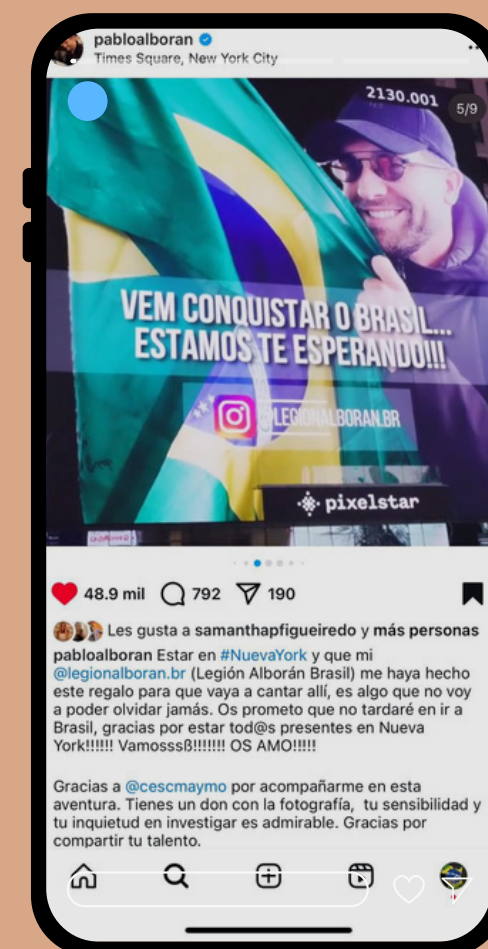 pabloalboran
Times Square, New York City
2130.001
5/9
VEM CONQUISTAR O BRASIL...
ESTAMOS TE ESPERANDO!!!
@LEGIONALBORAN.BR
pixelstar
48.9 mil 792 190
Les gusta a samanthapfigueiredo y más personas
pabloalboran Estar en #NuevaYork y que mi
@legionalboran.br (Legión Alborán Brasil) me haya hecho
este regalo para que vaya a cantar allí, es algo que no voy
a poder olvidar jamás. Os prometo que no tardaré en ir a
Brasil, gracias por estar tod@s presentes en Nueva
York!!!!!! Vamosssß!!!!!!! OS AMO!!!!!
Gracias a @cescmaymo por acompañarme en esta
aventura. Tienes un don con la fotografía, tu sensibilidad y
tu inquietud en investigar es admirable. Gracias por
compartir tu talento.